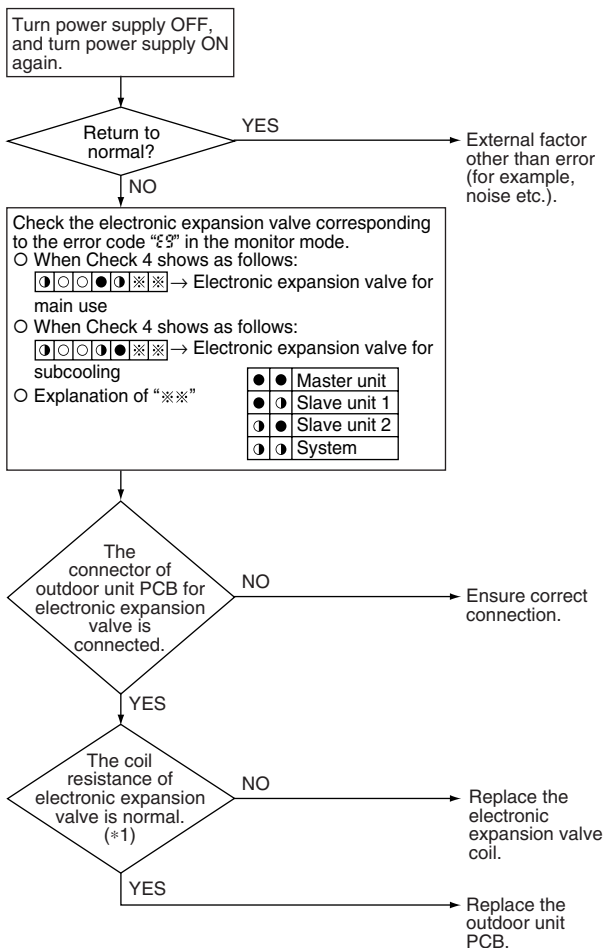 Turn power supply OFF,
and turn power supply ON
again.
Return to
normal?
YES
External factor
other than error
(for example,
noise etc.).
NO
Check the electronic expansion valve corresponding
to the error code “E9” in the monitor mode.
○ When Check 4 shows as follows:
◑ ○ ○ ● ◑ ※ ※ → Electronic expansion valve for
main use
○ When Check 4 shows as follows:
◑ ○ ○ ◑ ● ※ ※ → Electronic expansion valve for
subcooling
○ Explanation of “※※”
● ● Master unit
● ◑ Slave unit 1
◑ ● Slave unit 2
◑ ◑ System
The
connector of
outdoor unit PCB for
electronic expansion
valve is
connected.
NO
Ensure correct
connection.
YES
The coil
resistance of
electronic expansion
valve is normal.
(*1)
NO
Replace the
electronic
expansion valve
coil.
YES
Replace the
outdoor unit
PCB.